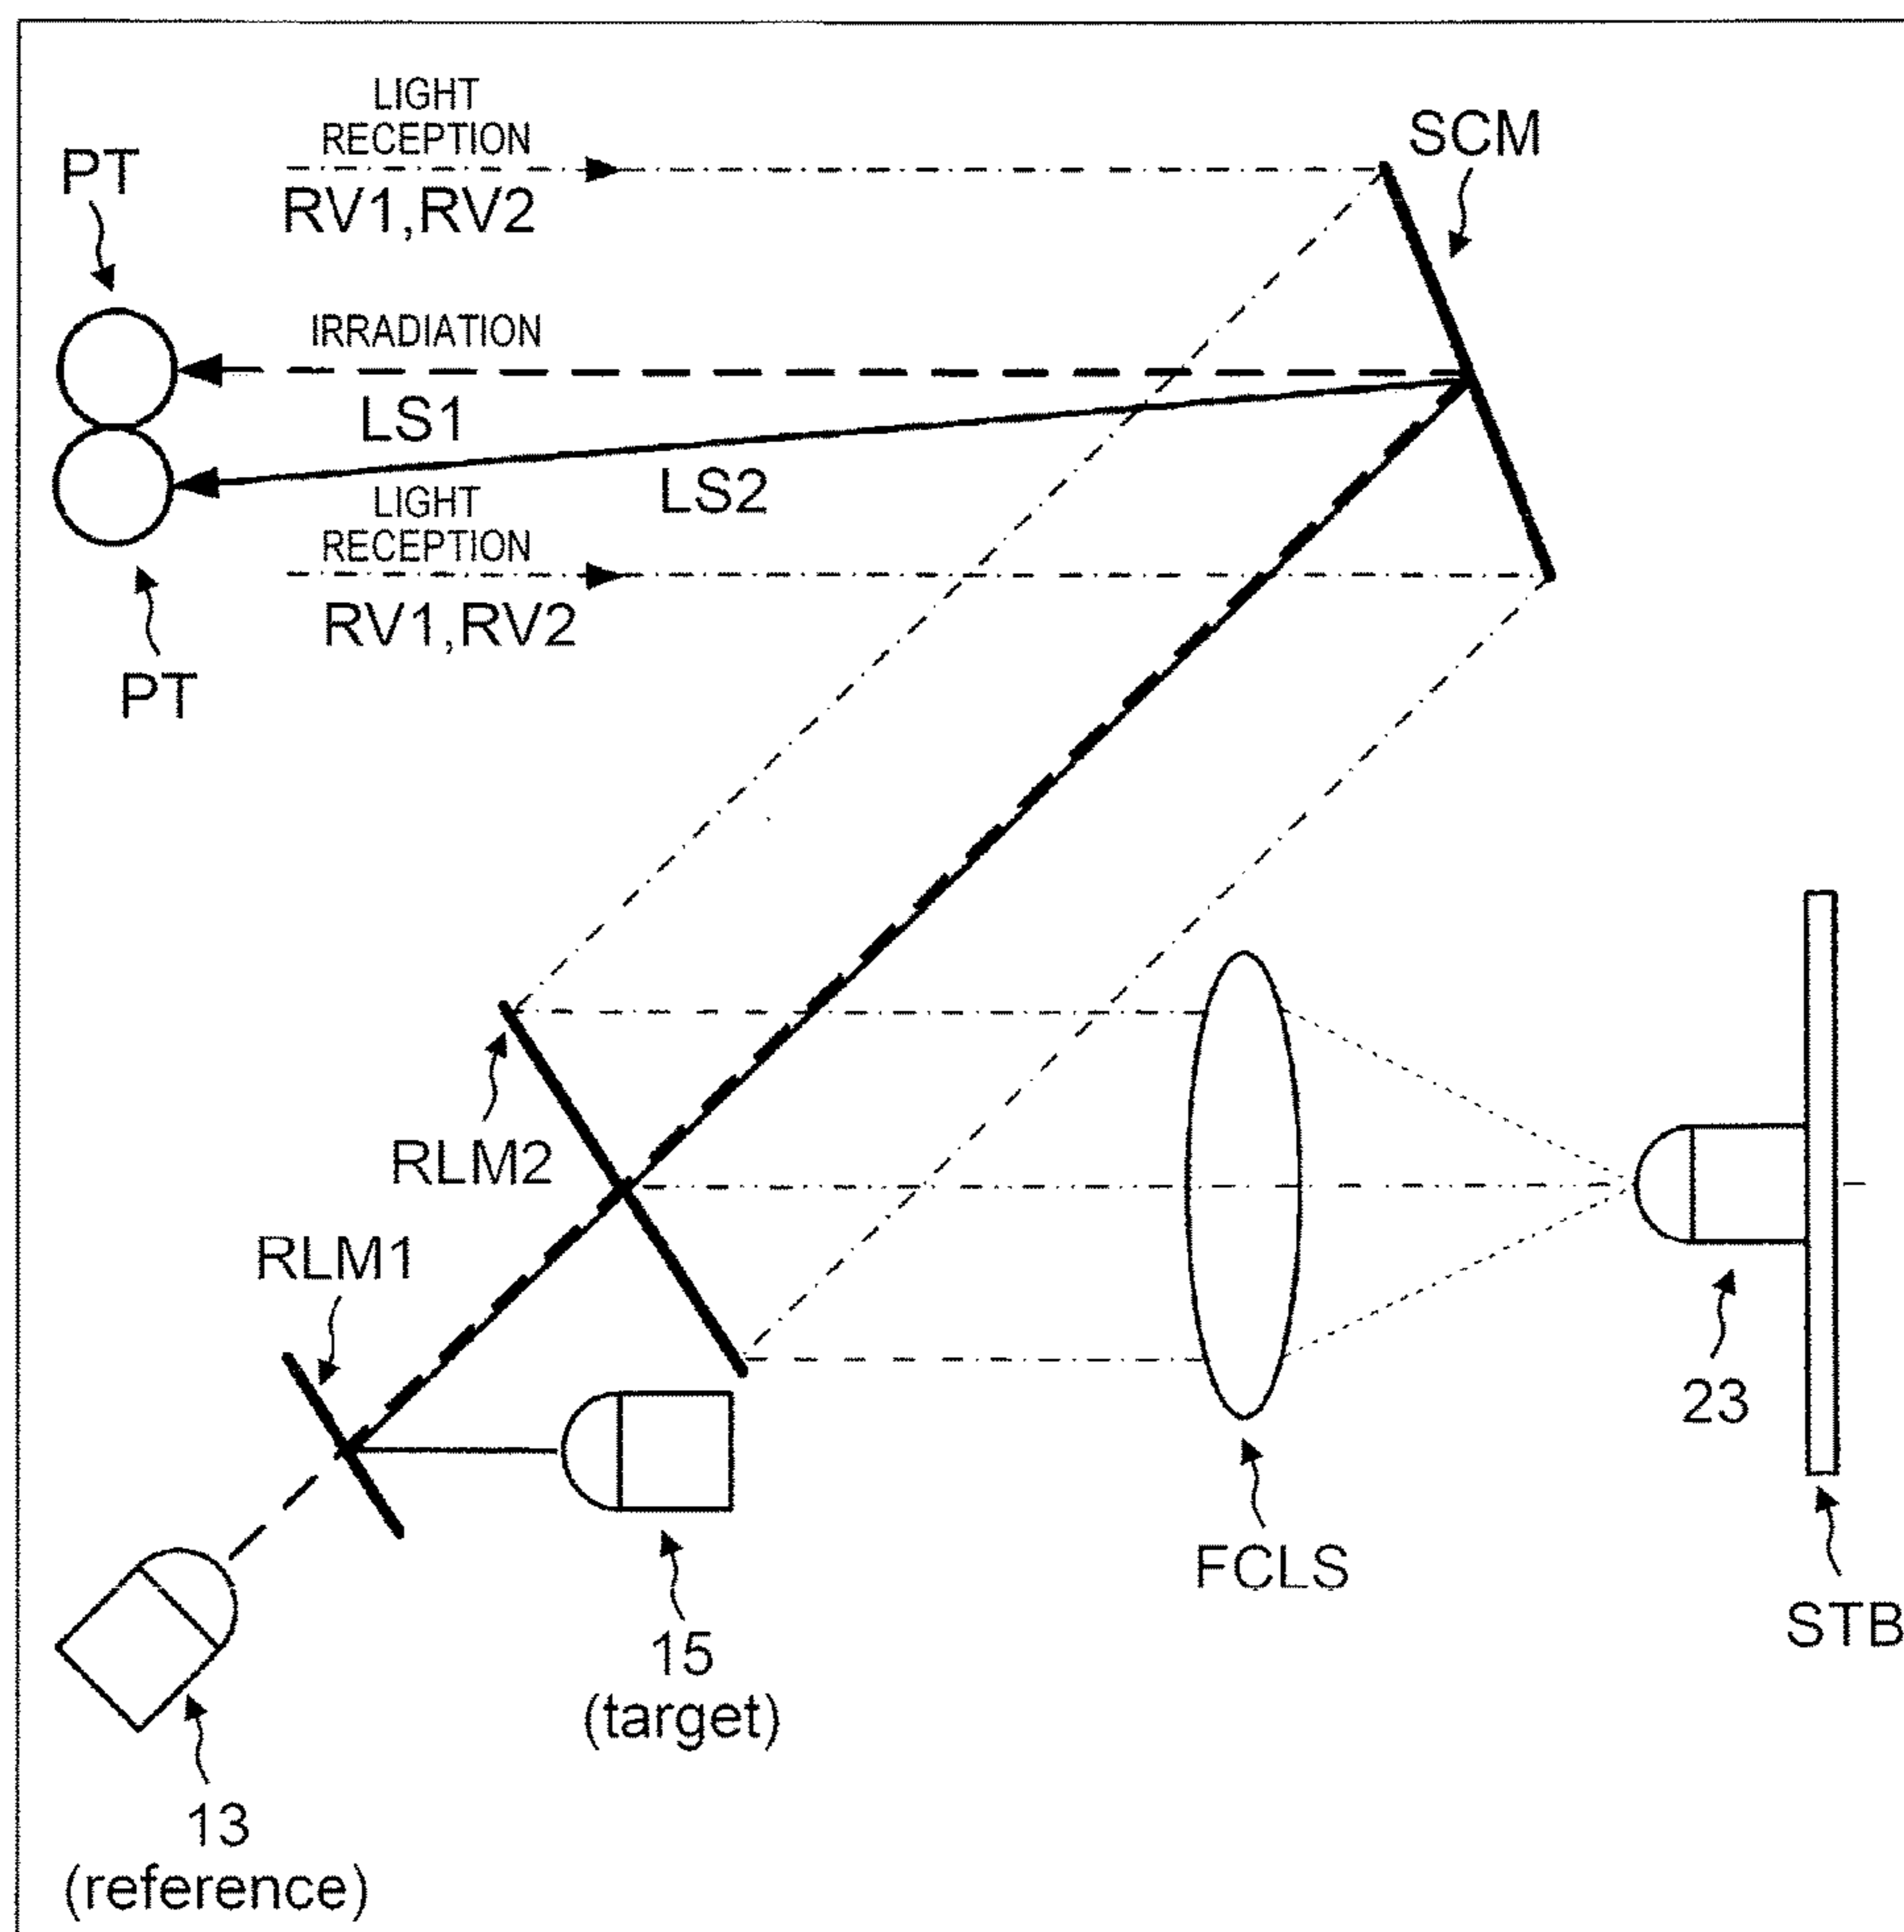 LIGHT
RECEPTION
SCM
PT
RV1,RV2
IRRADIATION
LS1
LS2
LIGHT
RECEPTION
RV1,RV2
PT
RLM2
RLM1
23
FCLS
STB
15
(target)
13
(reference)